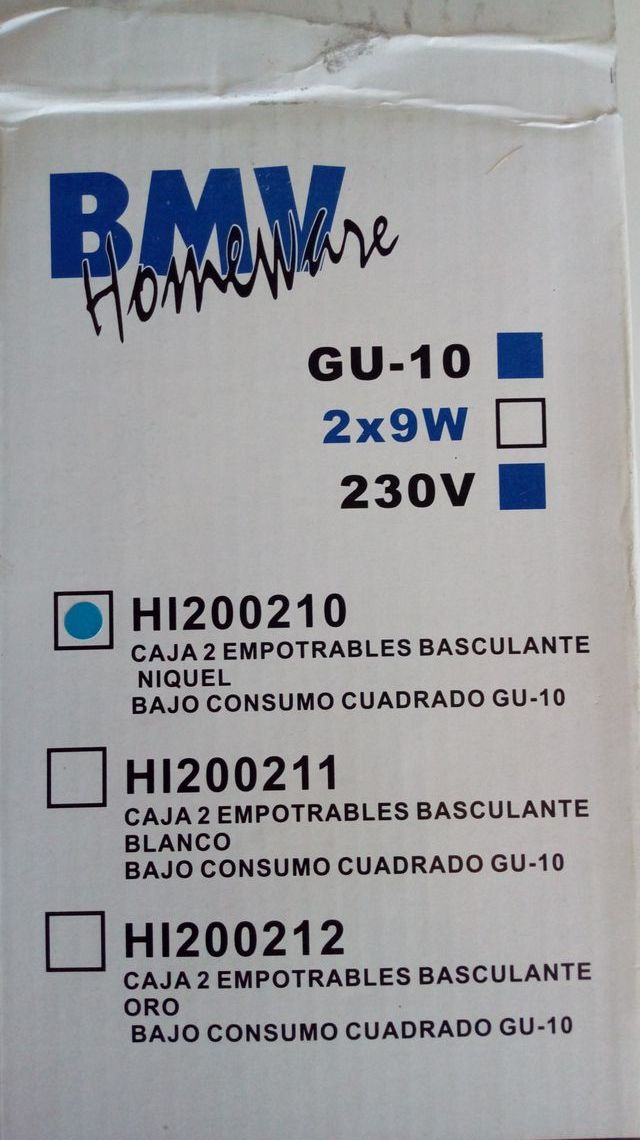 BMV
HomeWare
GU-10
2x9W
230V
HI200210
CAJA 2 EMPOTRABLES BASCULANTE
NIQUEL
BAJO CONSUMO CUADRADO GU-10
HI200211
CAJA 2 EMPOTRABLES BASCULANTE
BLANCO
BAJO CONSUMO CUADRADO GU-10
HI200212
CAJA 2 EMPOTRABLES BASCULANTE
ORO
BAJO CONSUMO CUADRADO GU-10